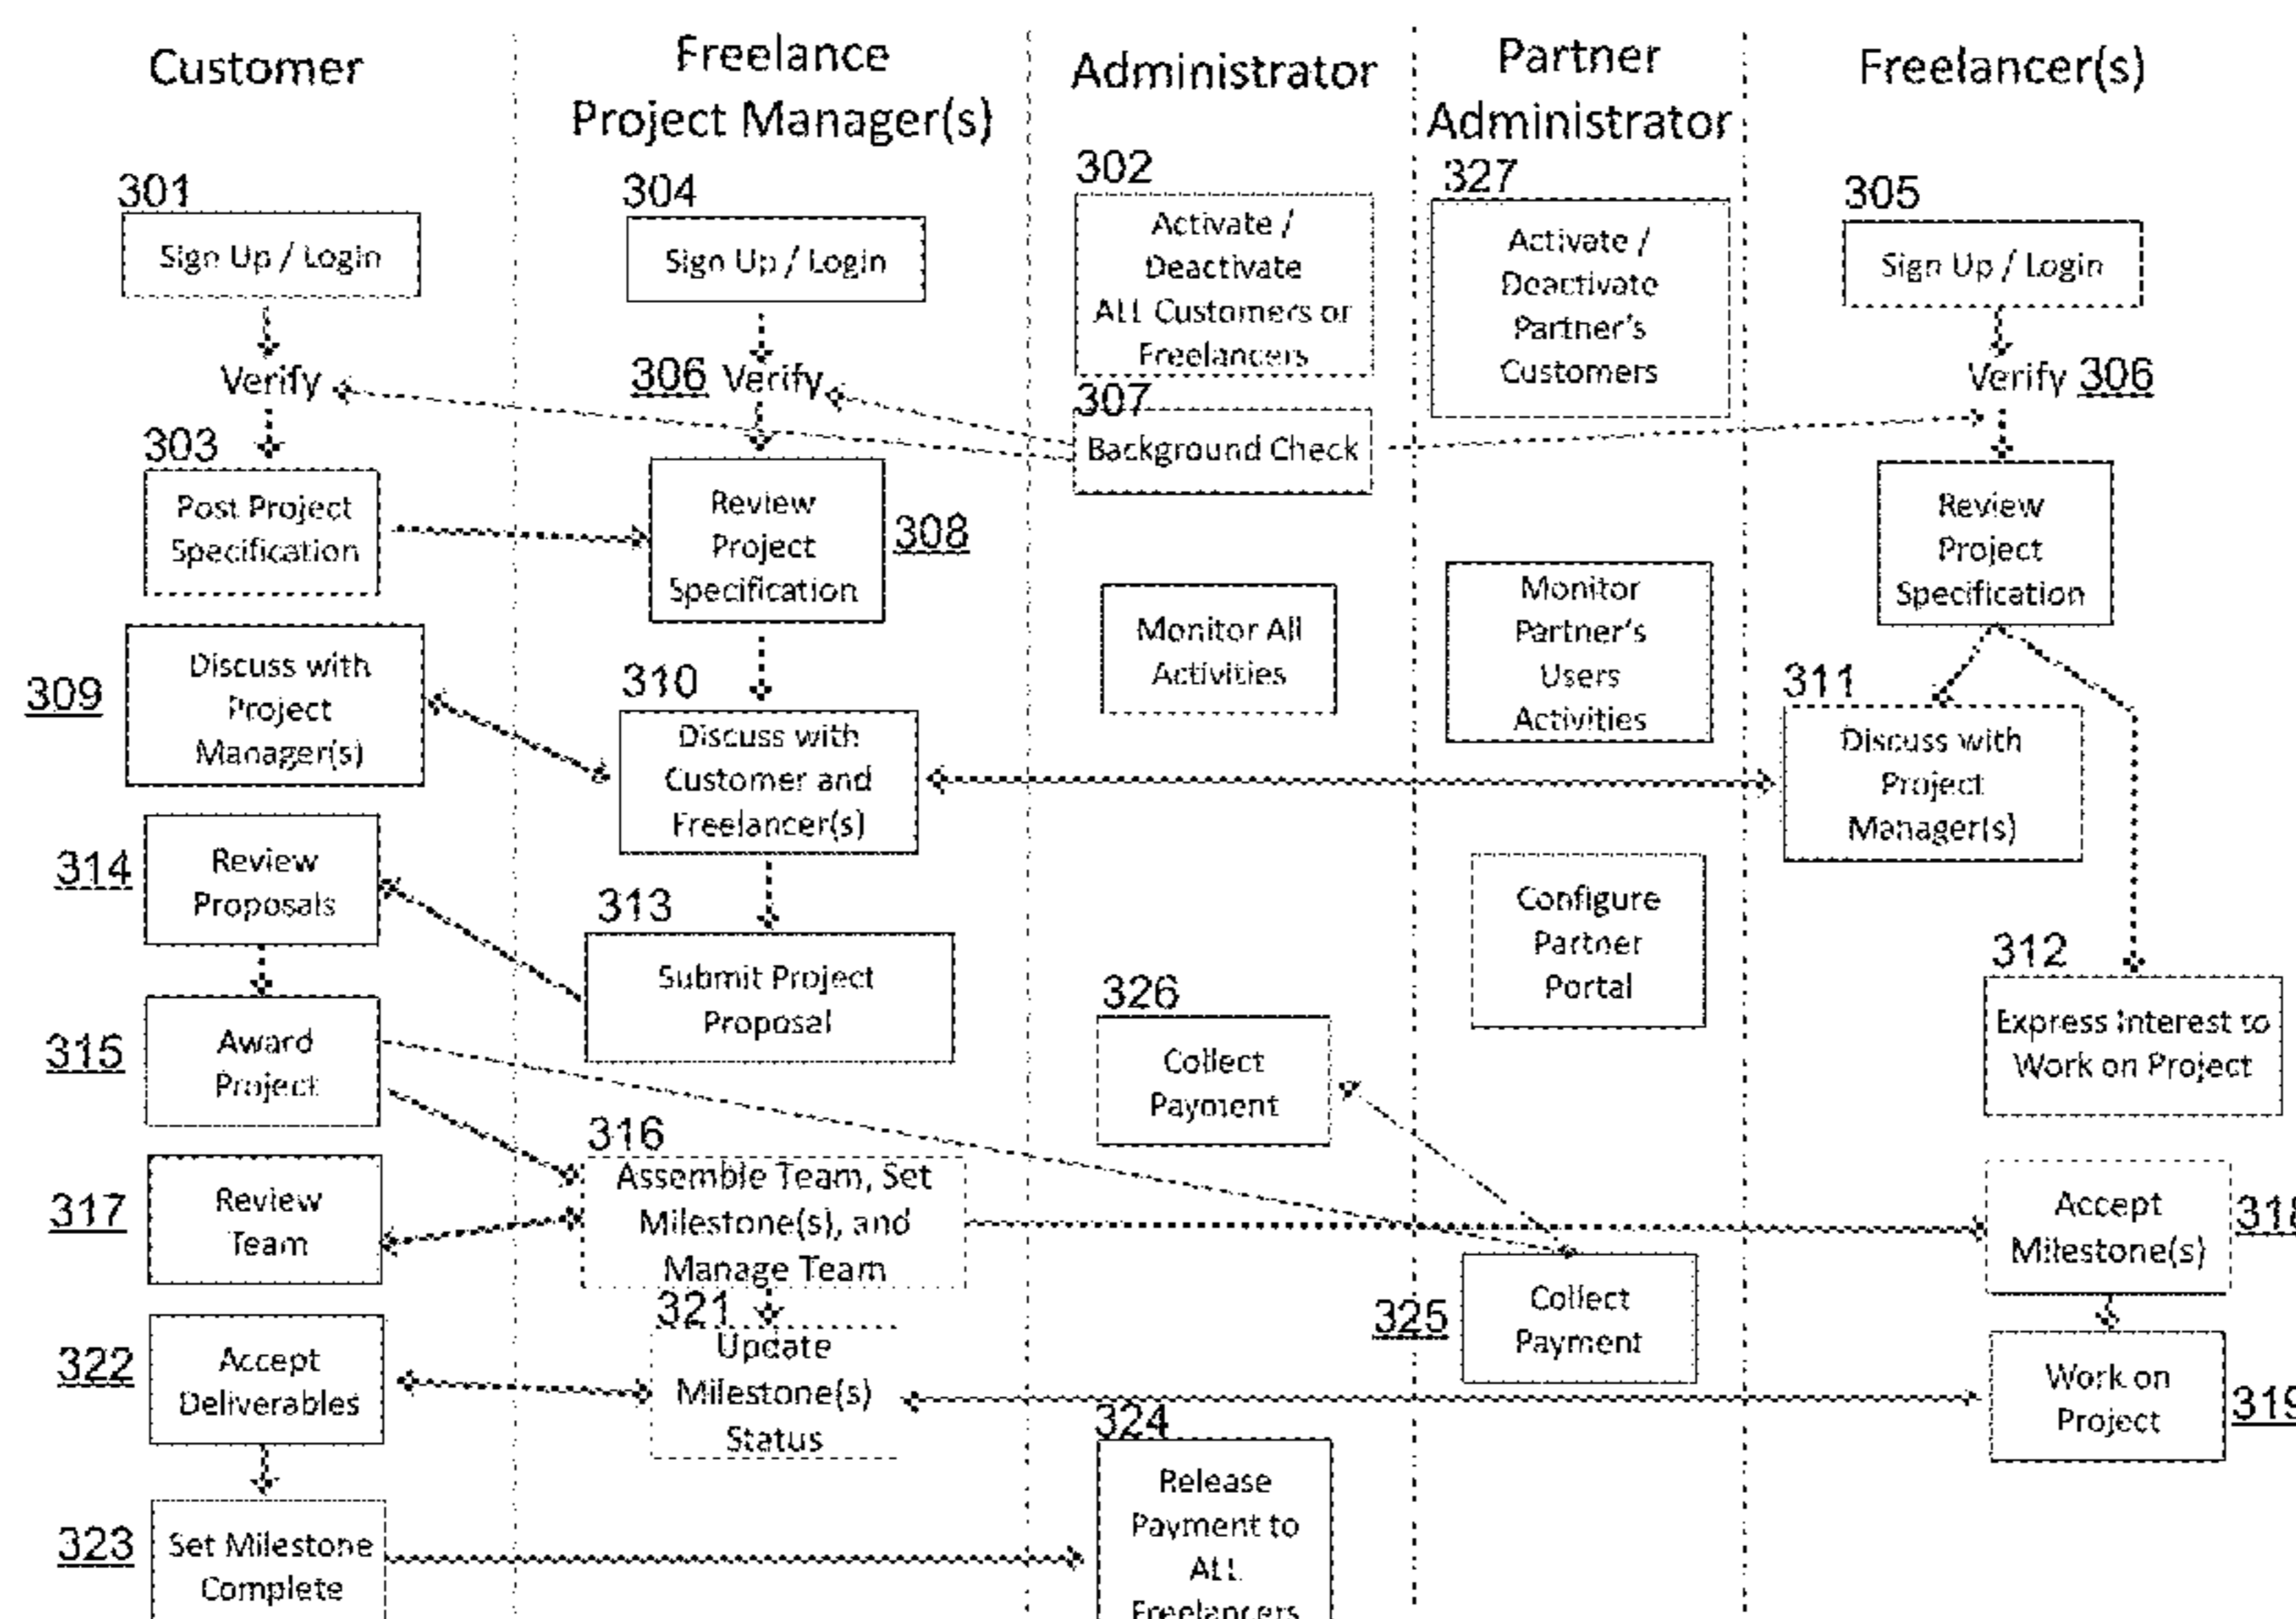 Customer
Freelance
Project Manager(s)
Administrator
Partner
Administrator
Freelancer(s)
301
Sign Up / Login
Verify
303
Post Project
Specification
309
Discuss with
Project
Manager(s)
314
Review
Proposals
315
Award
Project
317
Review
Team
322
Accept
Deliverables
323
Set Milestone
Complete
304
Sign Up / Login
306 Verify
Review
Project
Specification
308
310
Discuss with
Customer and
Freelancer(s)
313
Submit Project
Proposal
316
Assemble Team, Set
Milestone(s), and
Manage Team
321
Update
Milestone(s)
Status
302
Activate /
Deactivate
ALL Customers or
Freelancers
307
Background Check
Monitor All
Activities
326
Collect
Payment
324
Release
Payment to
ALL
Freelancers
327
Activate /
Deactivate
Partner's
Customers
Monitor
Partner's
Users
Activities
Configure
Partner
Portal
325
Collect
Payment
305
Sign Up / Login
Verify 306
Review
Project
Specification
311
Discuss with
Project
Manager(s)
312
Express Interest to
Work on Project
Accept
Milestone(s)
318
Work on
Project
319